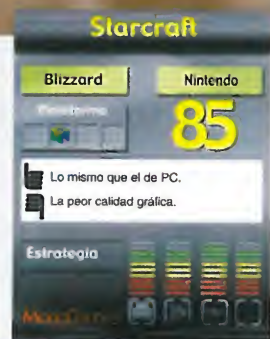 Starcraft
Blizzard
Nintendo
85
Lo mismo que el de PC.
La peor calidad gráfica.
Estrategia